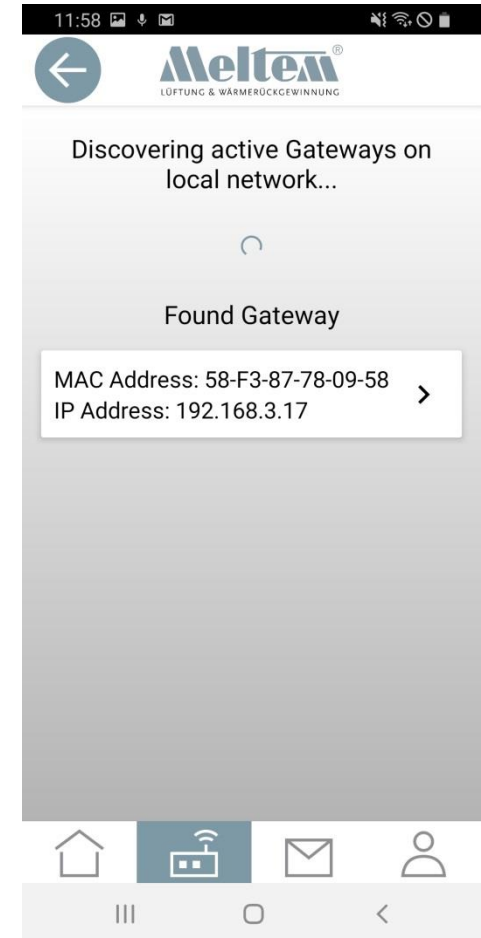 11:58
Meltem®
LÜFTUNG & WÄRMERÜCKGEWINNUNG
Discovering active Gateways on
local network...
Found Gateway
MAC Address: 58-F3-87-78-09-58
IP Address: 192.168.3.17